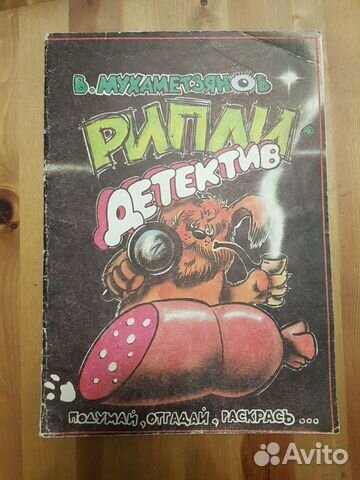 В. МУХАМЕТЗЯНОВ
РИПЛИ
ДЕТЕКТИВ
ПОДУМАЙ, ОТГАДАЙ, РАСКРАСЬ...
Avito